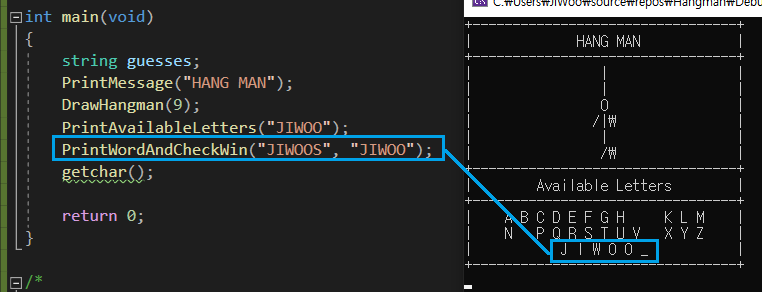 int main(void)
{
string guesses;
PrintMessage("HANG MAN");
DrawHangman(9);
PrintAvailableLetters("JIWOO");
PrintWordAndCheckWin("JIWOOS", "JIWOO");
getchar();
return 0;
}
/*
C:₩Users₩JiWoo₩source₩repos₩Hangman₩Debu
+---------------------------------+
| HANG MAN |
+---------------------------------+
| | |
| | |
| O |
| /|₩ |
| | |
| /₩ |
+---------------------------------+
| Available Letters |
+---------------------------------+
| A B C D E F G H K L M |
| N P Q R S T U V X Y Z |
| J I W O O _ |
+---------------------------------+